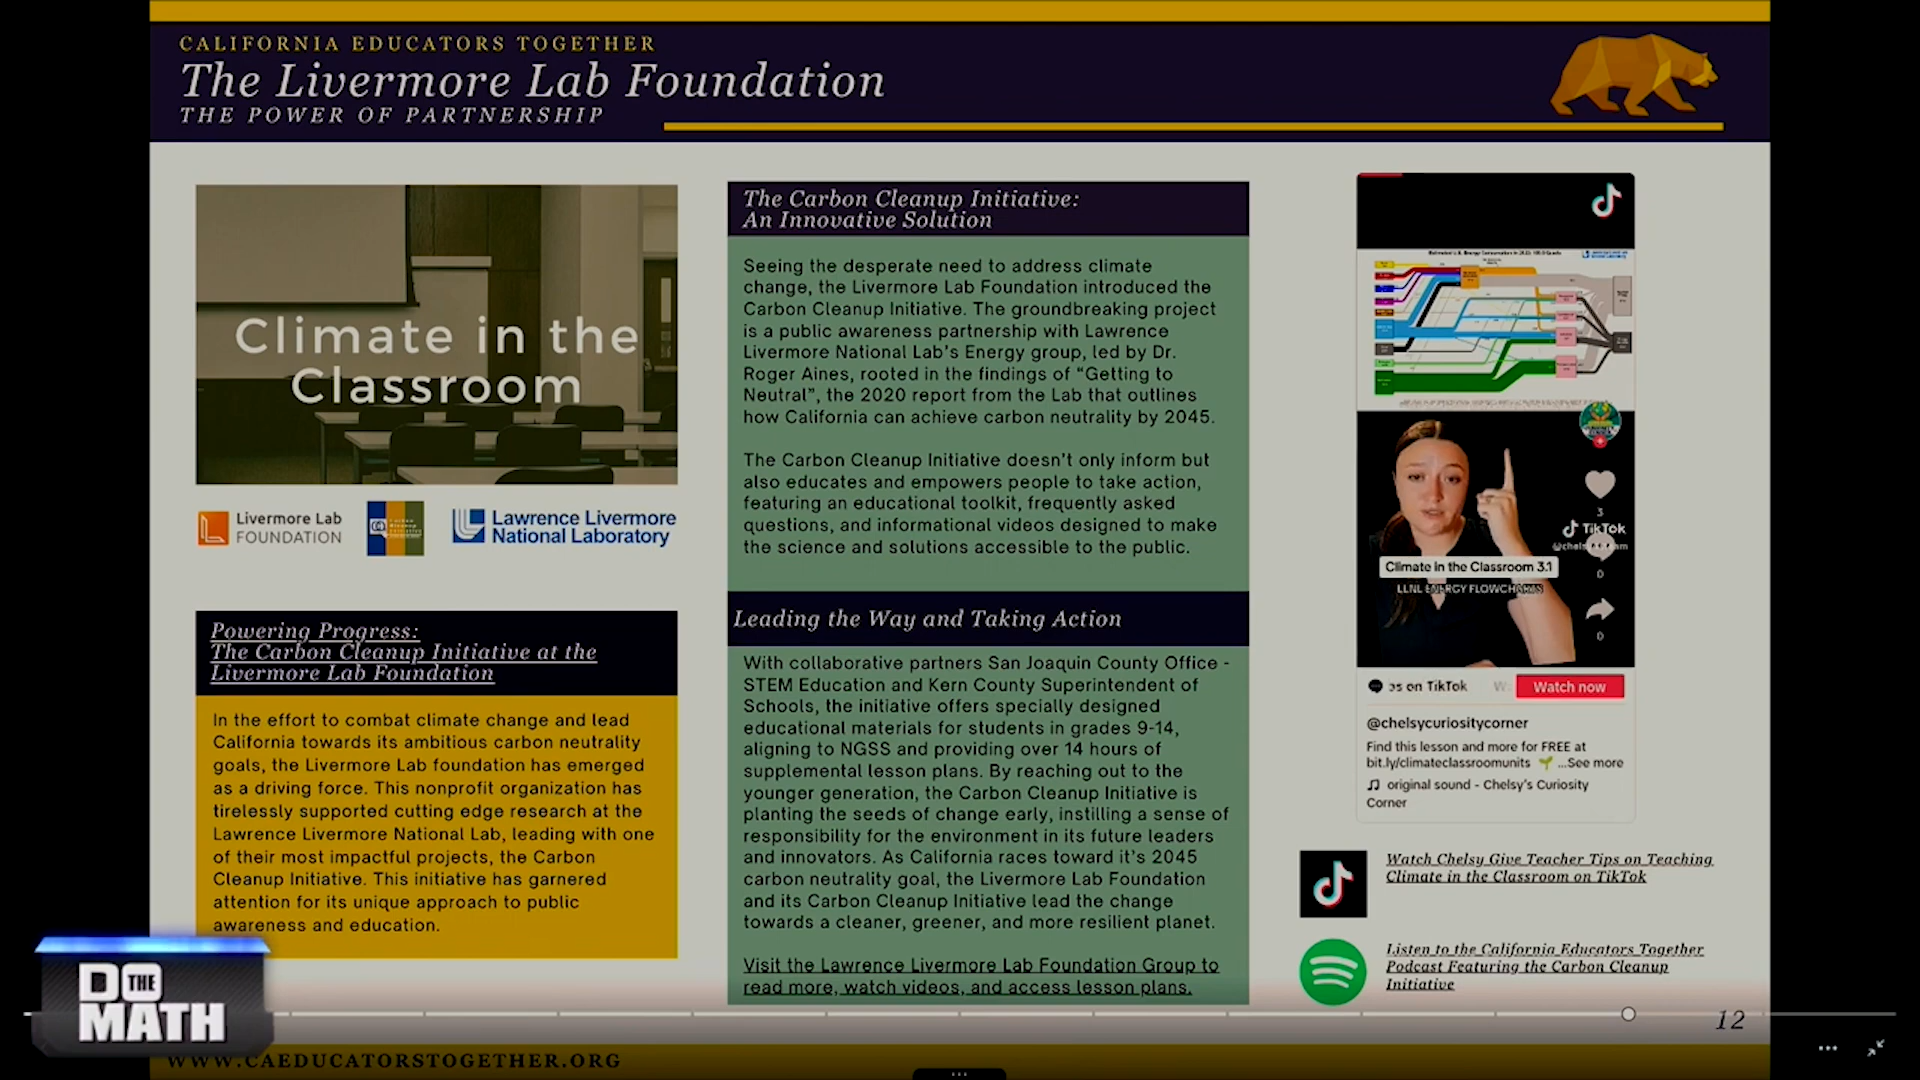 CALIFORNIA EDUCATORS TOGETHER
The Livermore Lab Foundation
THE POWER OF PARTNERSHIP
Climate in the
Classroom
Livermore Lab
FOUNDATION
Lawrence Livermore
National Laboratory
Powering Progress:
The Carbon Cleanup Initiative at the
Livermore Lab Foundation
In the effort to combat climate change and lead
California towards its ambitious carbon neutrality
goals, the Livermore Lab foundation has emerged
as a driving force. This nonprofit organization has
tirelessly supported cutting edge research at the
Lawrence Livermore National Lab, leading with one
of their most impactful projects, the Carbon
Cleanup Initiative. This initiative has garnered
attention for its unique approach to public
awareness and education.
The Carbon Cleanup Initiative:
An Innovative Solution
Seeing the desperate need to address climate
change, the Livermore Lab Foundation introduced the
Carbon Cleanup Initiative. The groundbreaking project
is a public awareness partnership with Lawrence
Livermore National Lab's Energy group, led by Dr.
Roger Aines, rooted in the findings of “Getting to
Neutral”, the 2020 report from the Lab that outlines
how California can achieve carbon neutrality by 2045.
The Carbon Cleanup Initiative doesn't only inform but
also educates and empowers people to take action,
featuring an educational toolkit, frequently asked
questions, and informational videos designed to make
the science and solutions accessible to the public.
Leading the Way and Taking Action
With collaborative partners San Joaquin County Office -
STEM Education and Kern County Superintendent of
Schools, the initiative offers specially designed
educational materials for students in grades 9-14,
aligning to NGSS and providing over 14 hours of
supplemental lesson plans. By reaching out to the
younger generation, the Carbon Cleanup Initiative is
planting the seeds of change early, instilling a sense of
responsibility for the environment in its future leaders
and innovators. As California races toward it's 2045
carbon neutrality goal, the Livermore Lab Foundation
and its Carbon Cleanup Initiative lead the change
towards a cleaner, greener, and more resilient planet.
Visit the Lawrence Livermore Lab Foundation Group to
read more, watch videos, and access lesson plans.
3
TikTok
0
Climate in the Classroom 3.1
LLNL ENERGY FLOWCHARTS
0
os on TikTok
Watch now
@chelsycuriositycorner
Find this lesson and more for FREE at
bit.ly/climateclassroomunits ...See more
original sound - Chelsy's Curiosity
Corner
Watch Chelsy Give Teacher Tips on Teaching
Climate in the Classroom on TikTok
Listen to the California Educators Together
Podcast Featuring the Carbon Cleanup
Initiative
12
DO THE
MATH
WWW.CAEDUCATORSTOGETHER.ORG